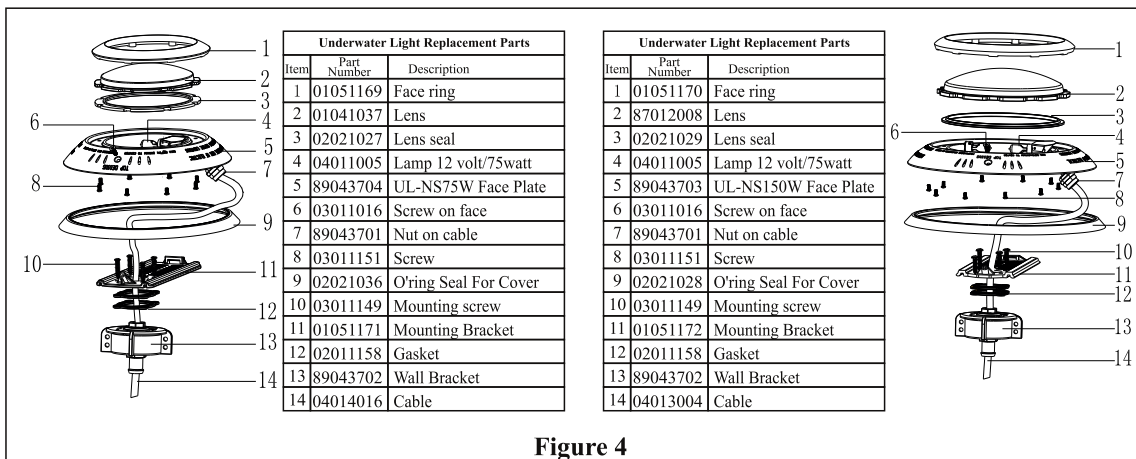 Underwater Light Replacement Parts
Item Part Number Description
1 01051169 Face ring
2 01041037 Lens
3 02021027 Lens seal
4 04011005 Lamp 12 volt/75watt
5 89043704 UL-NS75W Face Plate
6 03011016 Screw on face
7 89043701 Nut on cable
8 03011151 Screw
9 02021036 O'ring Seal For Cover
10 03011149 Mounting screw
11 01051171 Mounting Bracket
12 02011158 Gasket
13 89043702 Wall Bracket
14 04014016 Cable
1
2
3
6
4
5
7
8
9
10
11
12
13
14
Underwater Light Replacement Parts
Item Part Number Description
1 01051170 Face ring
2 87012008 Lens
3 02021029 Lens seal
4 04011005 Lamp 12 volt/75watt
5 89043703 UL-NS150W Face Plate
6 03011016 Screw on face
7 89043701 Nut on cable
8 03011151 Screw
9 02021028 O'ring Seal For Cover
10 03011149 Mounting screw
11 01051172 Mounting Bracket
12 02011158 Gasket
13 89043702 Wall Bracket
14 04013004 Cable
1
2
3
6
4
5
7
8
9
10
11
12
13
14
Figure 4